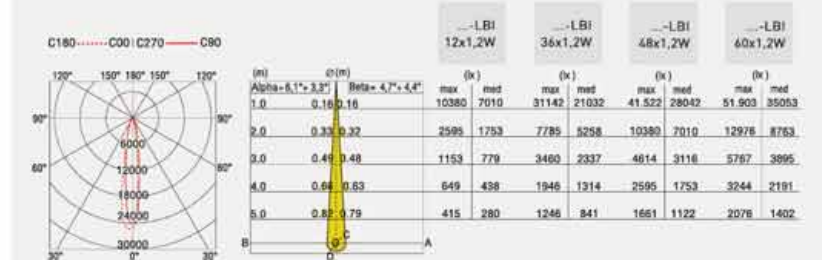 ...-LBI ...-LBI ...-LBI ...-LBI
12x1,2W 36x1,2W 48x1,2W 60x1,2W
C180 C00 C270 C90
120° 150° 180° 150° 120°
90° 90°
60° 60°
30° 0° 30°
6000
12000
18000
24000
30000
(m) ∅(m) (lx) (lx) (lx) (lx)
Alpha=6,1°+3,3° Beta= 4,7°+4,4° max med max med max med max med
1.0 0.16 0.16 10380 7010 31142 21032 41.522 28042 51.903 35053
2.0 0.33 0.32 2595 1753 7785 5258 10380 7010 12976 8763
3.0 0.49 0.48 1153 779 3460 2337 4614 3116 5767 3895
4.0 0.66 0.63 649 438 1946 1314 2595 1753 3244 2191
5.0 0.82 0.79 415 280 1246 841 1661 1122 2076 1402
C
B A
D